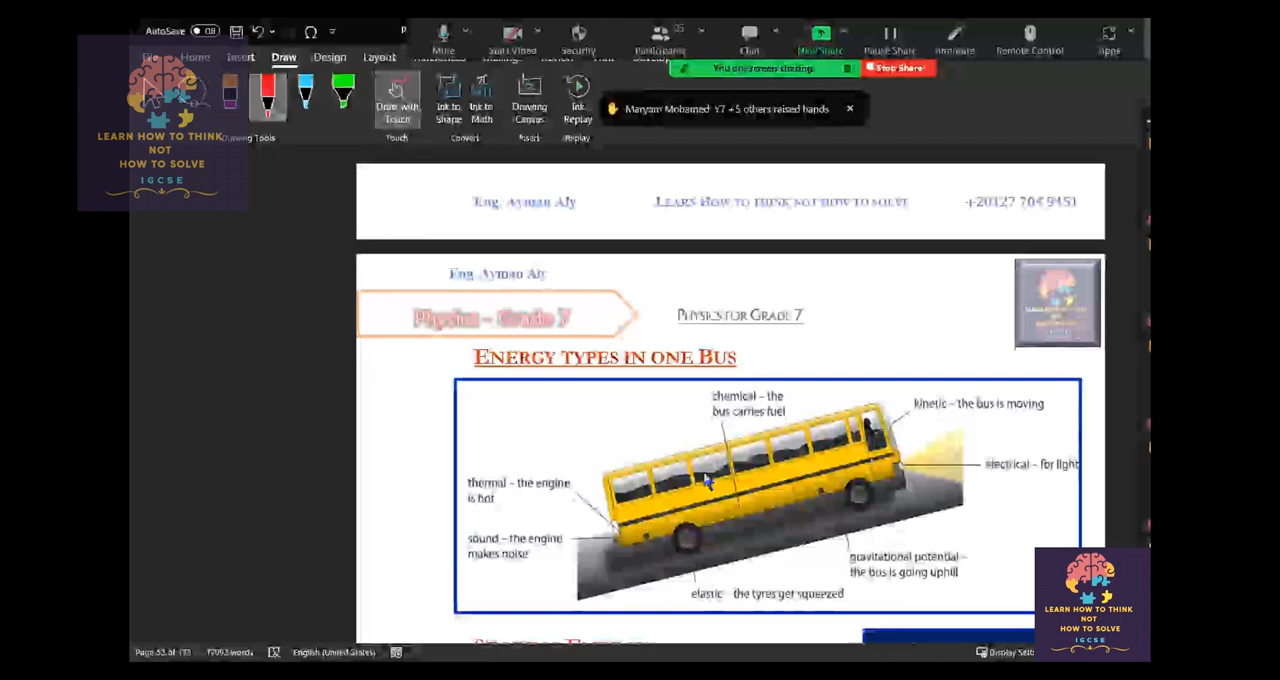 AutoSave Off
Mute
Start Video
Security
Participants
25
Chat
New Share
Pause Share
Annotate
Remote Control
Apps
File Home Insert Draw Design Layout
You are screen sharing
Stop Share
Maryam Mohamed Y7 + 5 others raised hands
Draw with
Touch
Ink to
Shape
Ink to
Math
Drawing
Canvas
Ink
Replay
Drawing Tools
Touch
Convert
Insert
Replay
LEARN HOW TO THINK
NOT
HOW TO SOLVE
IGCSE
Eng. Ayman Aly
LEARN HOW TO THINK NOT HOW TO SOLVE
+20127 704 9451
Eng. Ayman Aly
Physics – Grade 7
PHYSICS FOR GRADE 7
ENERGY TYPES IN ONE BUS
chemical – the
bus carries fuel
kinetic – the bus is moving
electrical – for light
thermal – the engine
is hot
sound – the engine
makes noise
gravitational potential –
the bus is going uphill
elastic – the tyres get squeezed
LEARN HOW TO THINK
NOT
HOW TO SOLVE
IGCSE
English (United States)